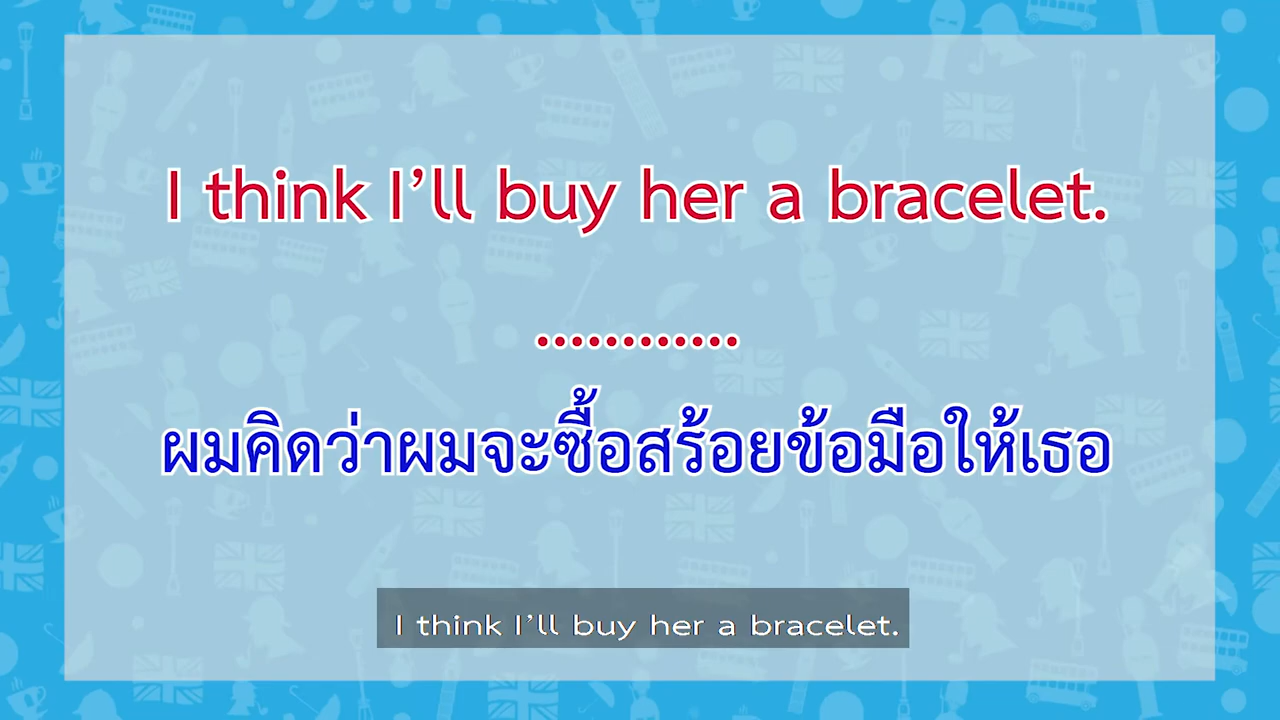 I think I’ll buy her a bracelet.
............
ผมคิดว่าผมจะซื้อสร้อยข้อมือให้เธอ
I think I’ll buy her a bracelet.